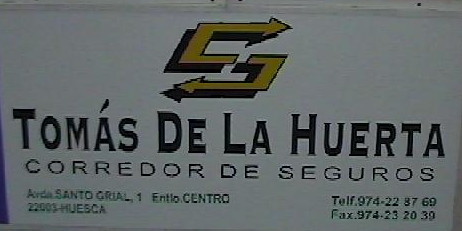 TOMÁS DE LA HUERTA
CORREDOR DE SEGUROS
Avda.SANTO GRIAL, 1 Entlo.CENTRO
22003-HUESCA
Telf.974-22 87 69
Fax.974-23 20 39